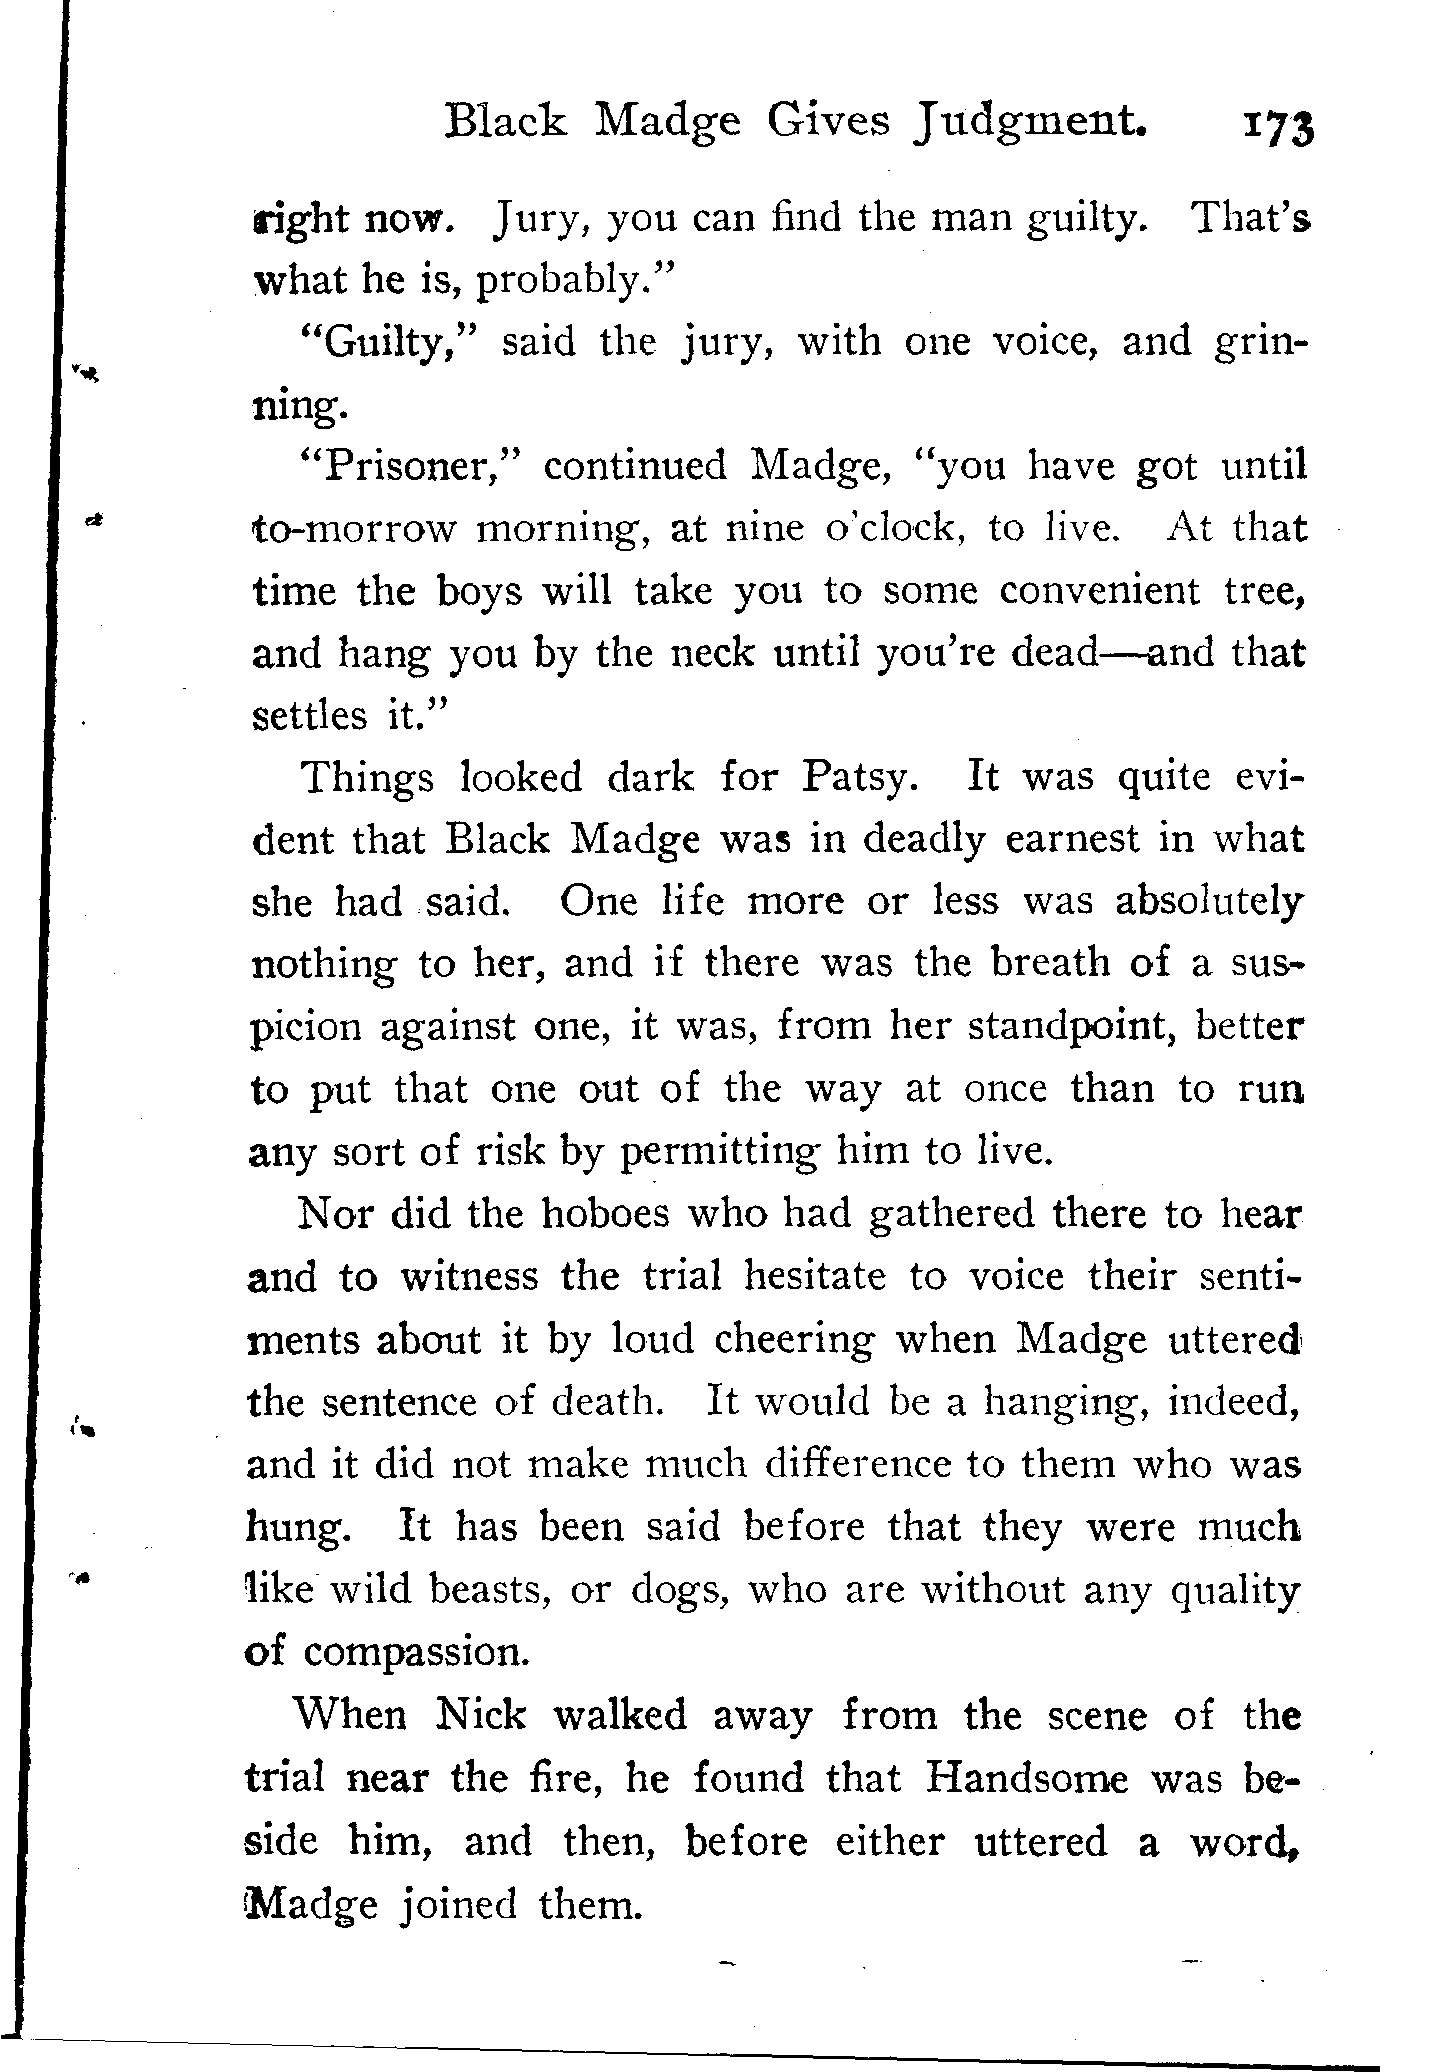 Black Madge Gives Judgment. 173
right now. Jury, you can find the man guilty. That's
what he is, probably."
"Guilty," said the jury, with one voice, and grin-
ning.
"Prisoner," continued Madge, "you have got until
to-morrow morning, at nine o'clock, to live. At that
time the boys will take you to some convenient tree,
and hang you by the neck until you're dead—and that
settles it."
Things looked dark for Patsy. It was quite evi-
dent that Black Madge was in deadly earnest in what
she had said. One life more or less was absolutely
nothing to her, and if there was the breath of a sus-
picion against one, it was, from her standpoint, better
to put that one out of the way at once than to run
any sort of risk by permitting him to live.
Nor did the hoboes who had gathered there to hear
and to witness the trial hesitate to voice their senti-
ments about it by loud cheering when Madge uttered
the sentence of death. It would be a hanging, indeed,
and it did not make much difference to them who was
hung. It has been said before that they were much
like wild beasts, or dogs, who are without any quality
of compassion.
When Nick walked away from the scene of the
trial near the fire, he found that Handsome was be-
side him, and then, before either uttered a word,
Madge joined them.